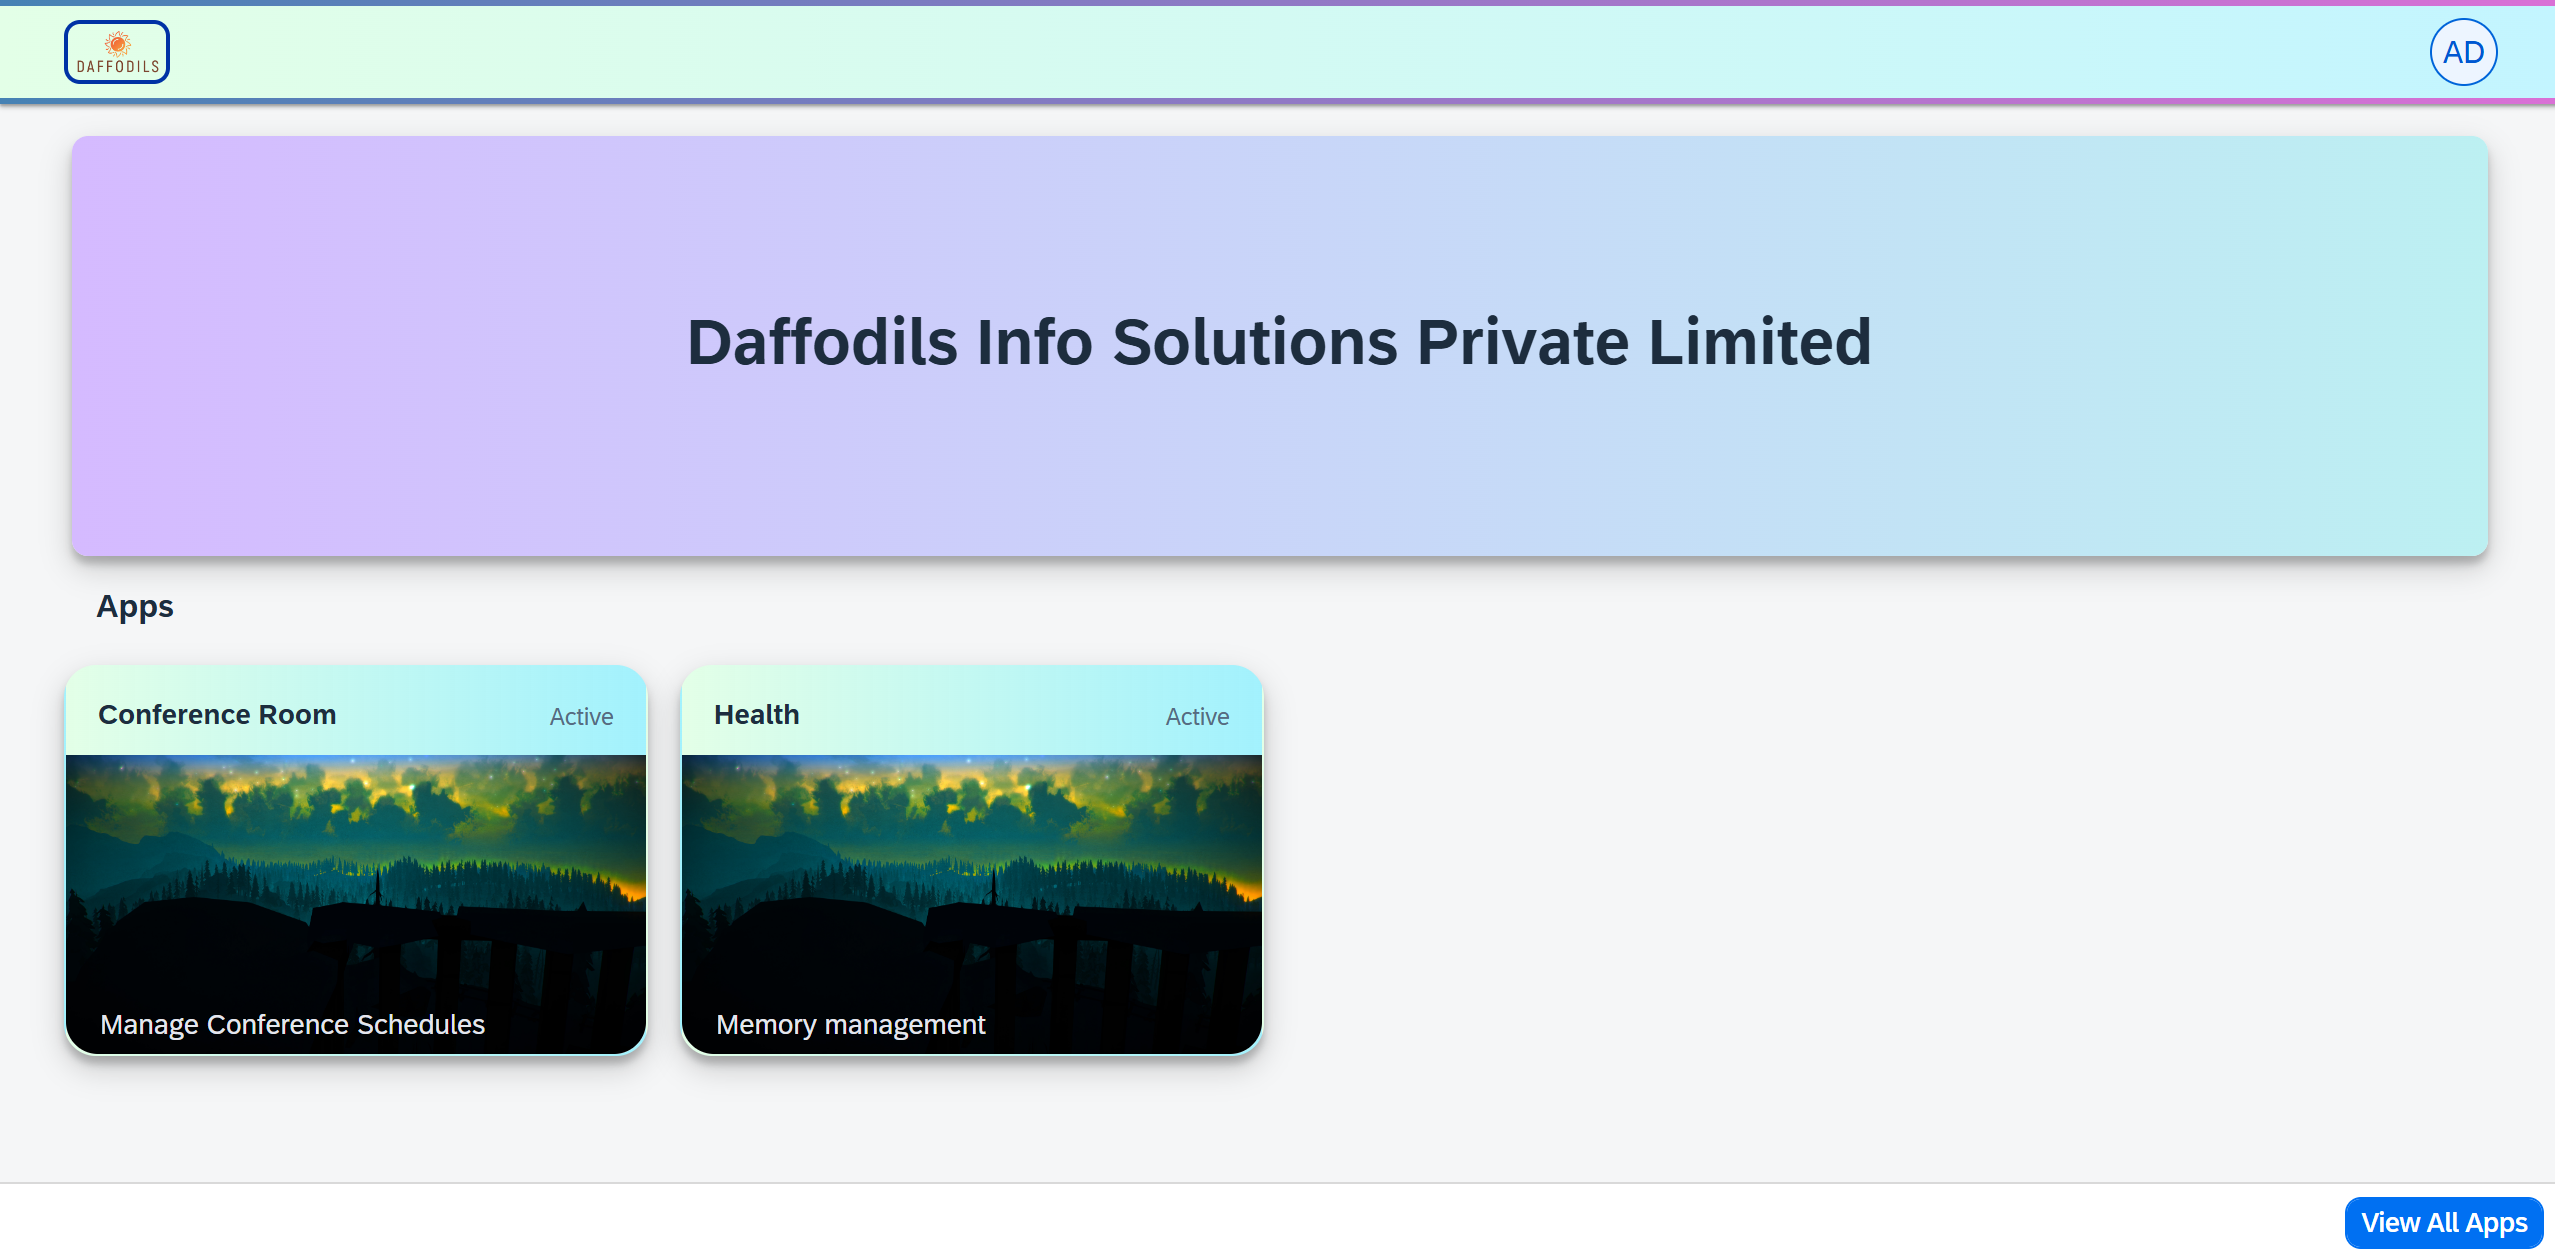 DAFFODILS
AD
Daffodils Info Solutions Private Limited
Apps
Conference Room
Active
Manage Conference Schedules
Health
Active
Memory management
View All Apps